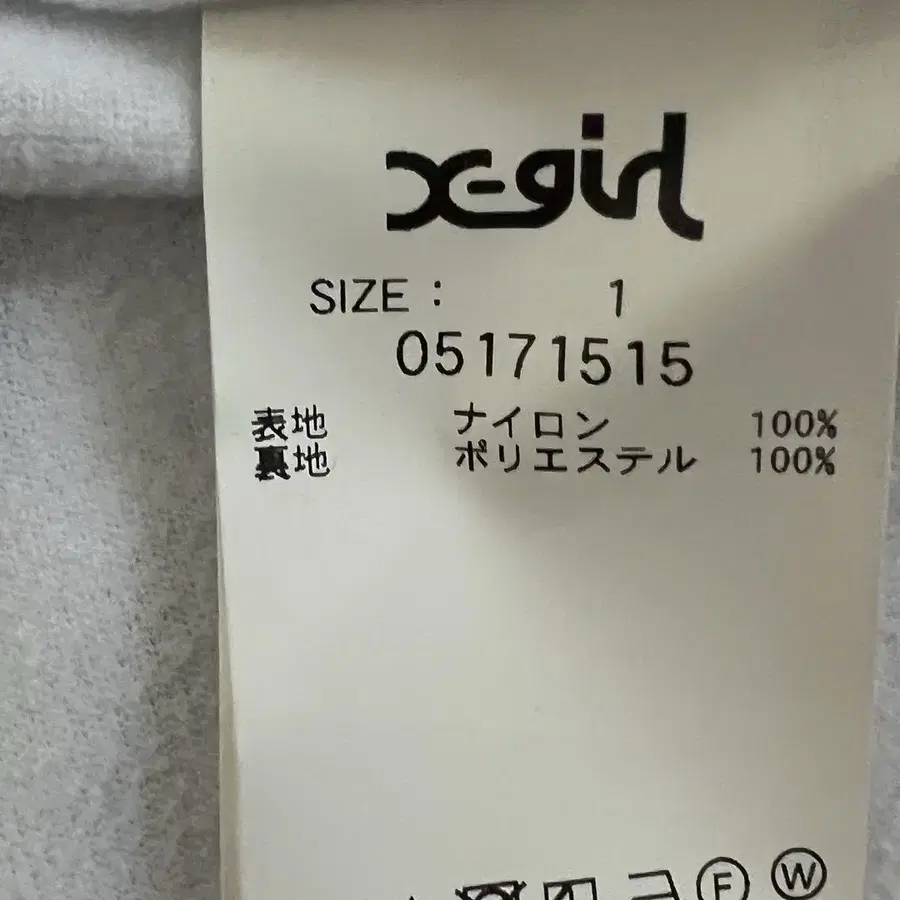 X-girl
SIZE : 1
05171515
表地 ナイロン 100%
裏地 ポリエステル 100%
F W